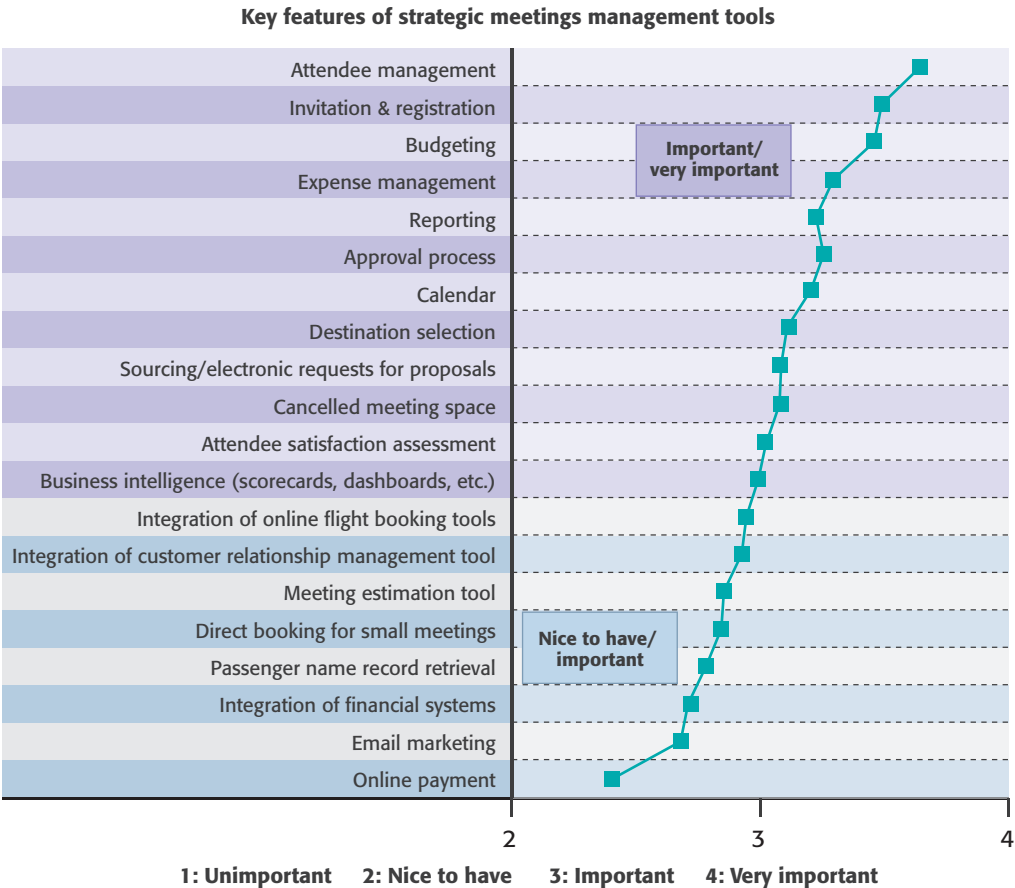 Key features of strategic meetings management tools
Attendee management
Invitation & registration
Budgeting
Expense management
Reporting
Approval process
Calendar
Destination selection
Sourcing/electronic requests for proposals
Cancelled meeting space
Attendee satisfaction assessment
Business intelligence (scorecards, dashboards, etc.)
Integration of online flight booking tools
Integration of customer relationship management tool
Meeting estimation tool
Direct booking for small meetings
Passenger name record retrieval
Integration of financial systems
Email marketing
Online payment
Important/
very important
Nice to have/
important
2 3 4
1: Unimportant 2: Nice to have 3: Important 4: Very important